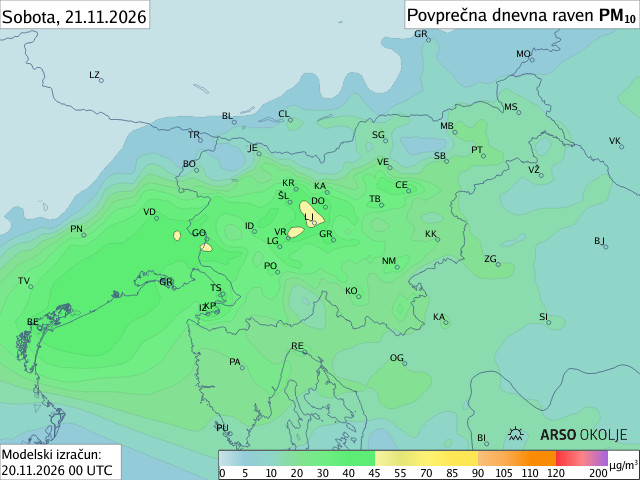 Sobota, 21.11.2026
Povprečna dnevna raven PM10
GR
MO
LZ
MS
BL
CL
MB
TR
SG
VK
JE
PT
SB
BO
VE
VŽ
KR
KA
CE
ŠL
DO
TB
VD
LJ
PN
ID
GO
VR
GR
KK
LG
BJ
PO
NM
ZG
TV
GR
TS
KO
IZ
KP
BE
KA
SI
RE
PA
OG
PU
BI
ARSO OKOLJE
Modelski izračun:
20.11.2026 00 UTC
0 5 10 20 30 40 45 55 70 85 90 105 110 120 200 µg/m3